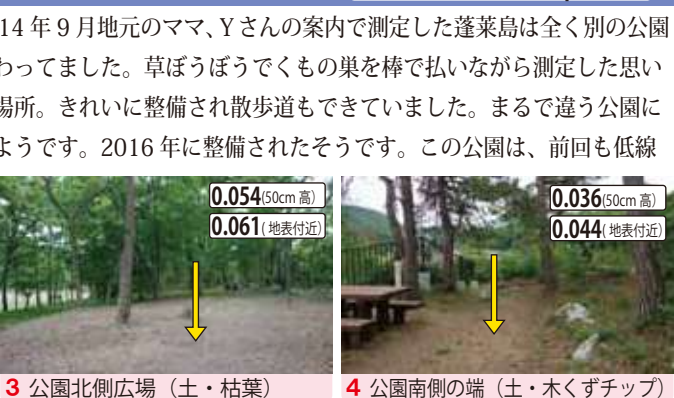 14 年 9 月地元のママ、Y さんの案内で測定した蓬莱島は全く別の公園
わってました。草ぼうぼうでくもの巣を棒で払いながら測定した思い
場所。きれいに整備され散歩道もできていました。まるで違う公園に
ようです。2016 年に整備されたそうです。この公園は、前回も低線
0.054(50cm 高)
0.061( 地表付近)
0.036(50cm 高)
0.044( 地表付近)
3 公園北側広場(土・枯葉)
4 公園南側の端(土・木くずチップ)